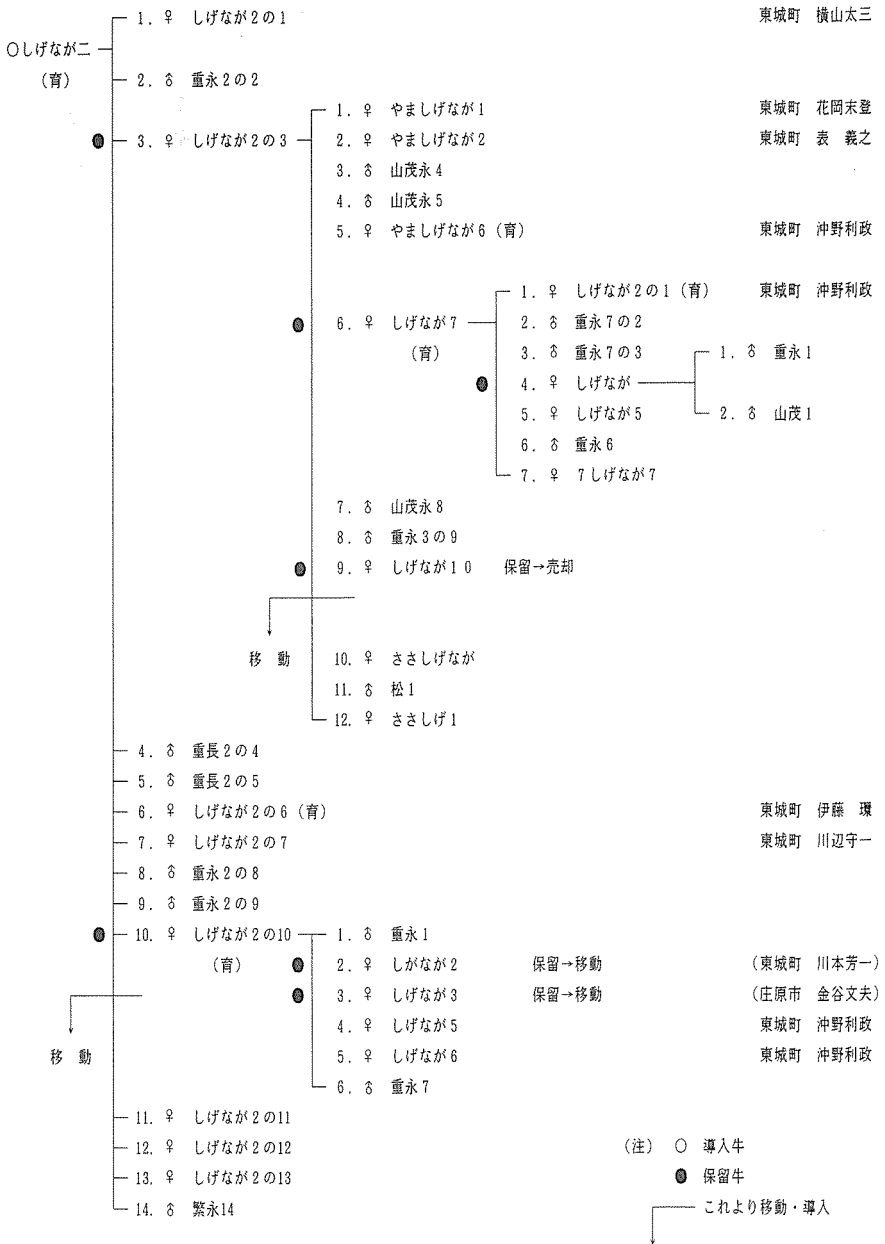 1. ♀ しげなが2の1 東城町 横山太三
○しげなが二
(育) 2. ♂ 重永2の2
1. ♀ やましげなが1 東城町 花岡末登
● 3. ♀ しげなが2の3 2. ♀ やましげなが2 東城町 表 義之
3. ♂ 山茂永4
4. ♂ 山茂永5
5. ♀ やましげなが6(育) 東城町 沖野利政
1. ♀ しげなが2の1(育) 東城町 沖野利政
● 6. ♀ しげなが7 2. ♂ 重永7の2
(育) 3. ♂ 重永7の3 1. ♂ 重永1
● 4. ♀ しげなが
5. ♀ しげなが5 2. ♂ 山茂1
6. ♂ 重永6
7. ♀ 7しげなが7
7. ♂ 山茂永8
8. ♂ 重永3の9
● 9. ♀ しげなが10 保留→売却
移 動 10. ♀ ささしげなが
11. ♂ 松1
12. ♀ ささしげ1
4. ♂ 重長2の4
5. ♂ 重長2の5
6. ♀ しげなが2の6(育) 東城町 伊藤 環
7. ♀ しげなが2の7 東城町 川辺守一
8. ♂ 重永2の8
9. ♂ 重永2の9
● 10. ♀ しげなが2の10 1. ♂ 重永1
(育) ● 2. ♀ しがなが2 保留→移動 (東城町 川本芳一)
● 3. ♀ しげなが3 保留→移動 (庄原市 金谷文夫)
4. ♀ しげなが5 東城町 沖野利政
移 動 5. ♀ しげなが6 東城町 沖野利政
6. ♂ 重永7
11. ♀ しげなが2の11
12. ♀ しげなが2の12 (注) ○ 導入牛
13. ♀ しげなが2の13 ● 保留牛
14. ♂ 繁永14 これより移動・導入